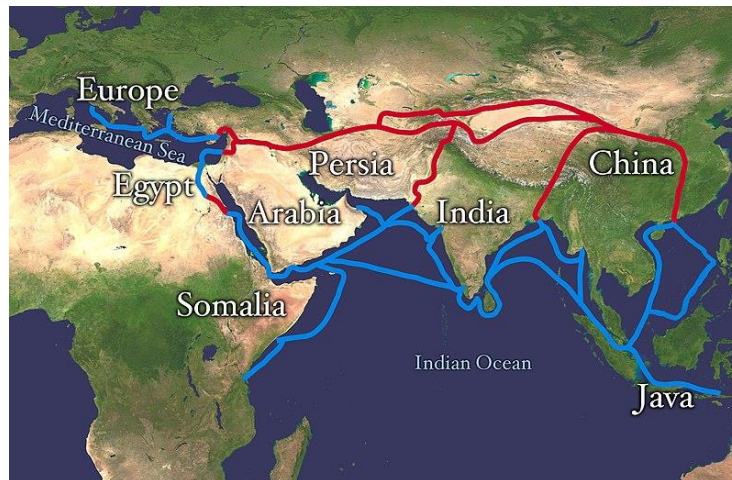 Europe
Mediterranean Sea
Egypt
Persia
China
Arabia
India
Somalia
Indian Ocean
Java